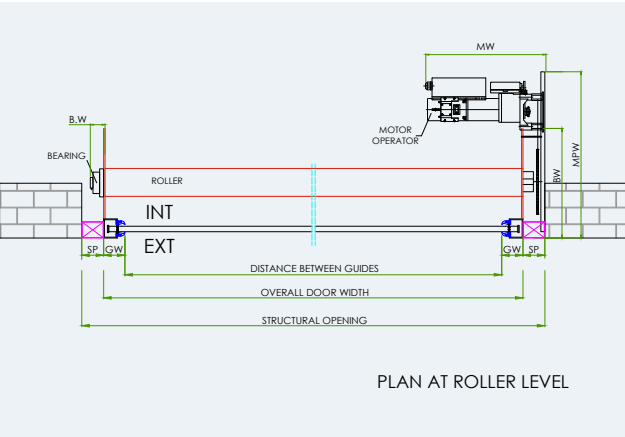 MW
B.W
MOTOR
OPERATOR
BEARING
ROLLER
BW
MPW
INT
EXT
SP
GW
GW
SP
DISTANCE BETWEEN GUIDES
OVERALL DOOR WIDTH
STRUCTURAL OPENING
PLAN AT ROLLER LEVEL